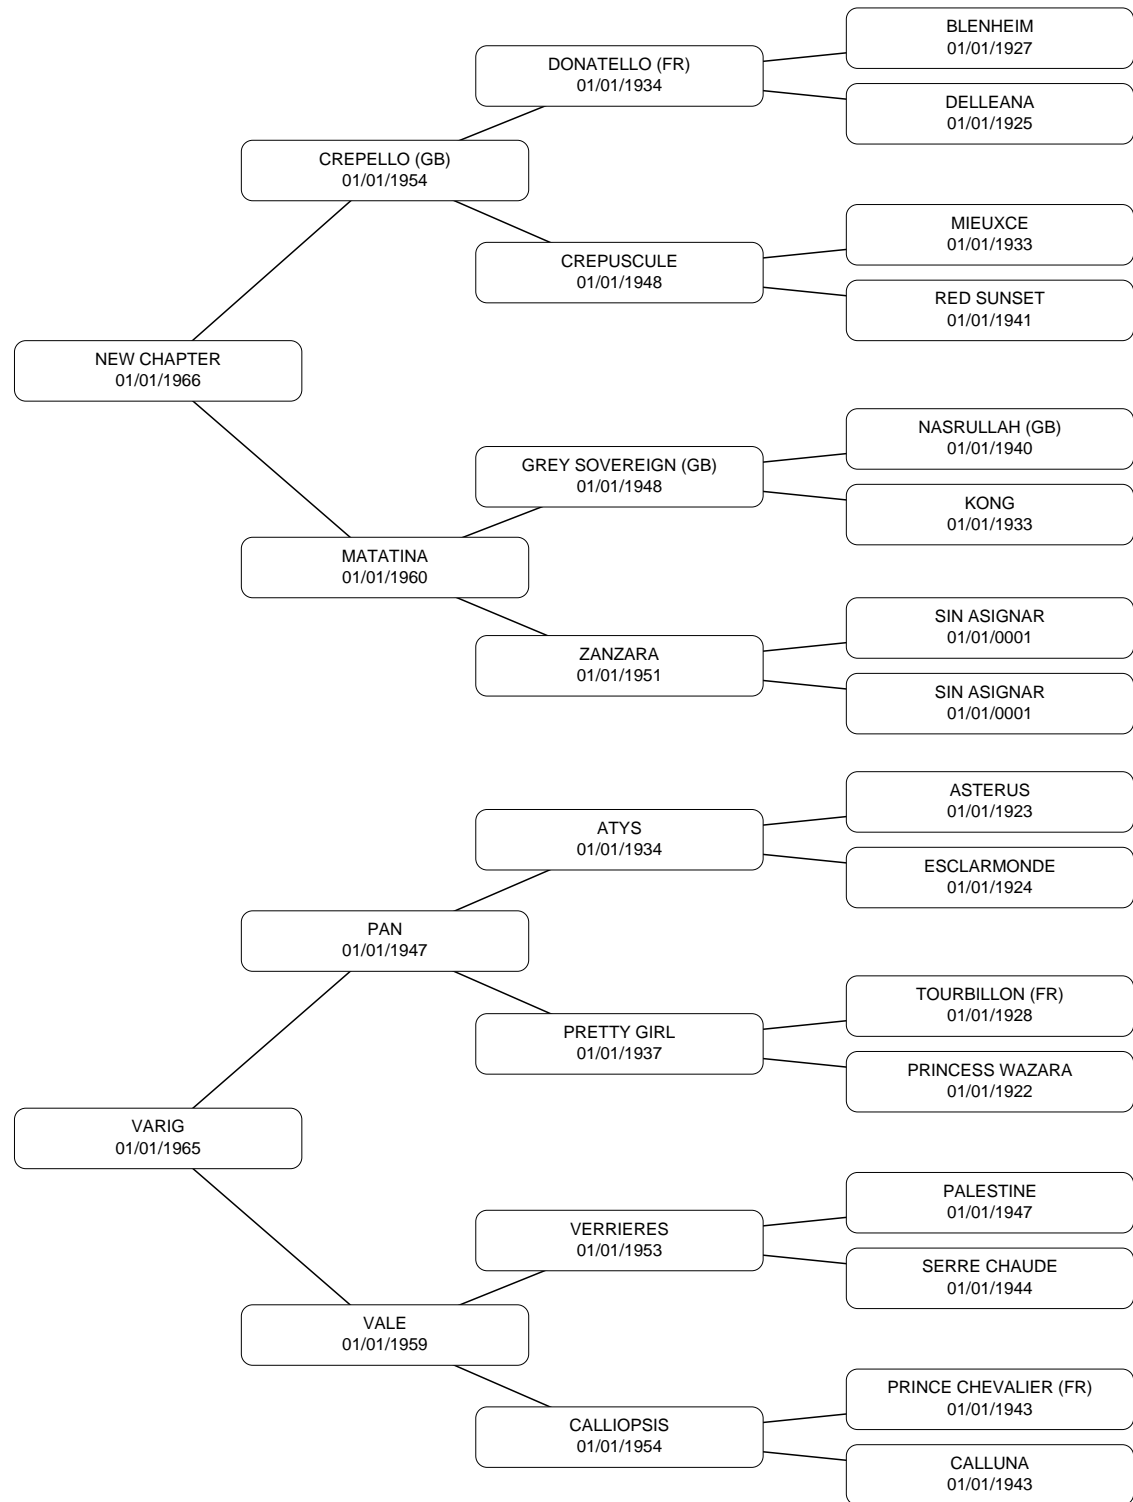 BLENHEIM
01/01/1927
DONATELLO (FR)
01/01/1934
DELLEANA
01/01/1925
CREPELLO (GB)
01/01/1954
MIEUXCE
01/01/1933
CREPUSCULE
01/01/1948
RED SUNSET
01/01/1941
NEW CHAPTER
01/01/1966
NASRULLAH (GB)
01/01/1940
GREY SOVEREIGN (GB)
01/01/1948
KONG
01/01/1933
MATATINA
01/01/1960
SIN ASIGNAR
01/01/0001
ZANZARA
01/01/1951
SIN ASIGNAR
01/01/0001
ASTERUS
01/01/1923
ATYS
01/01/1934
ESCLARMONDE
01/01/1924
PAN
01/01/1947
TOURBILLON (FR)
01/01/1928
PRETTY GIRL
01/01/1937
PRINCESS WAZARA
01/01/1922
VARIG
01/01/1965
PALESTINE
01/01/1947
VERRIERES
01/01/1953
SERRE CHAUDE
01/01/1944
VALE
01/01/1959
PRINCE CHEVALIER (FR)
01/01/1943
CALLIOPSIS
01/01/1954
CALLUNA
01/01/1943